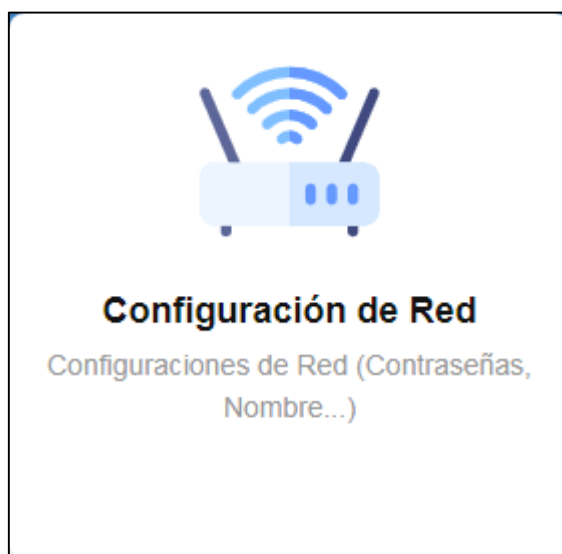 Configuración de Red
Configuraciones de Red (Contraseñas,
Nombre...)